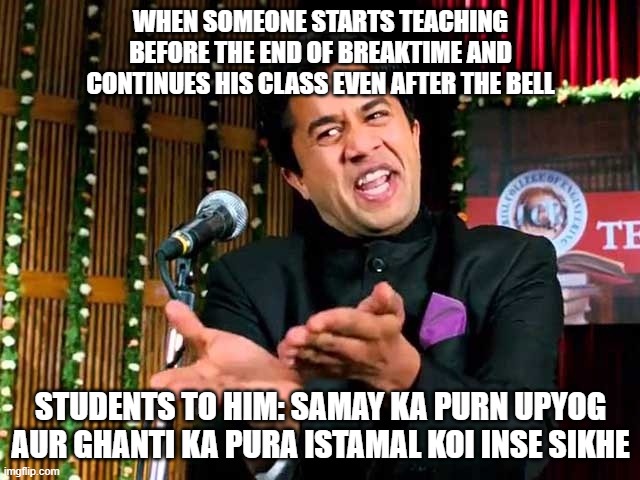 WHEN SOMEONE STARTS TEACHING
BEFORE THE END OF BREAKTIME AND
CONTINUES HIS CLASS EVEN AFTER THE BELL
TE
STUDENTS TO HIM: SAMAY KA PURN UPYOG
AUR GHANTI KA PURA ISTAMAL KOI INSE SIKHE
imgflip.com